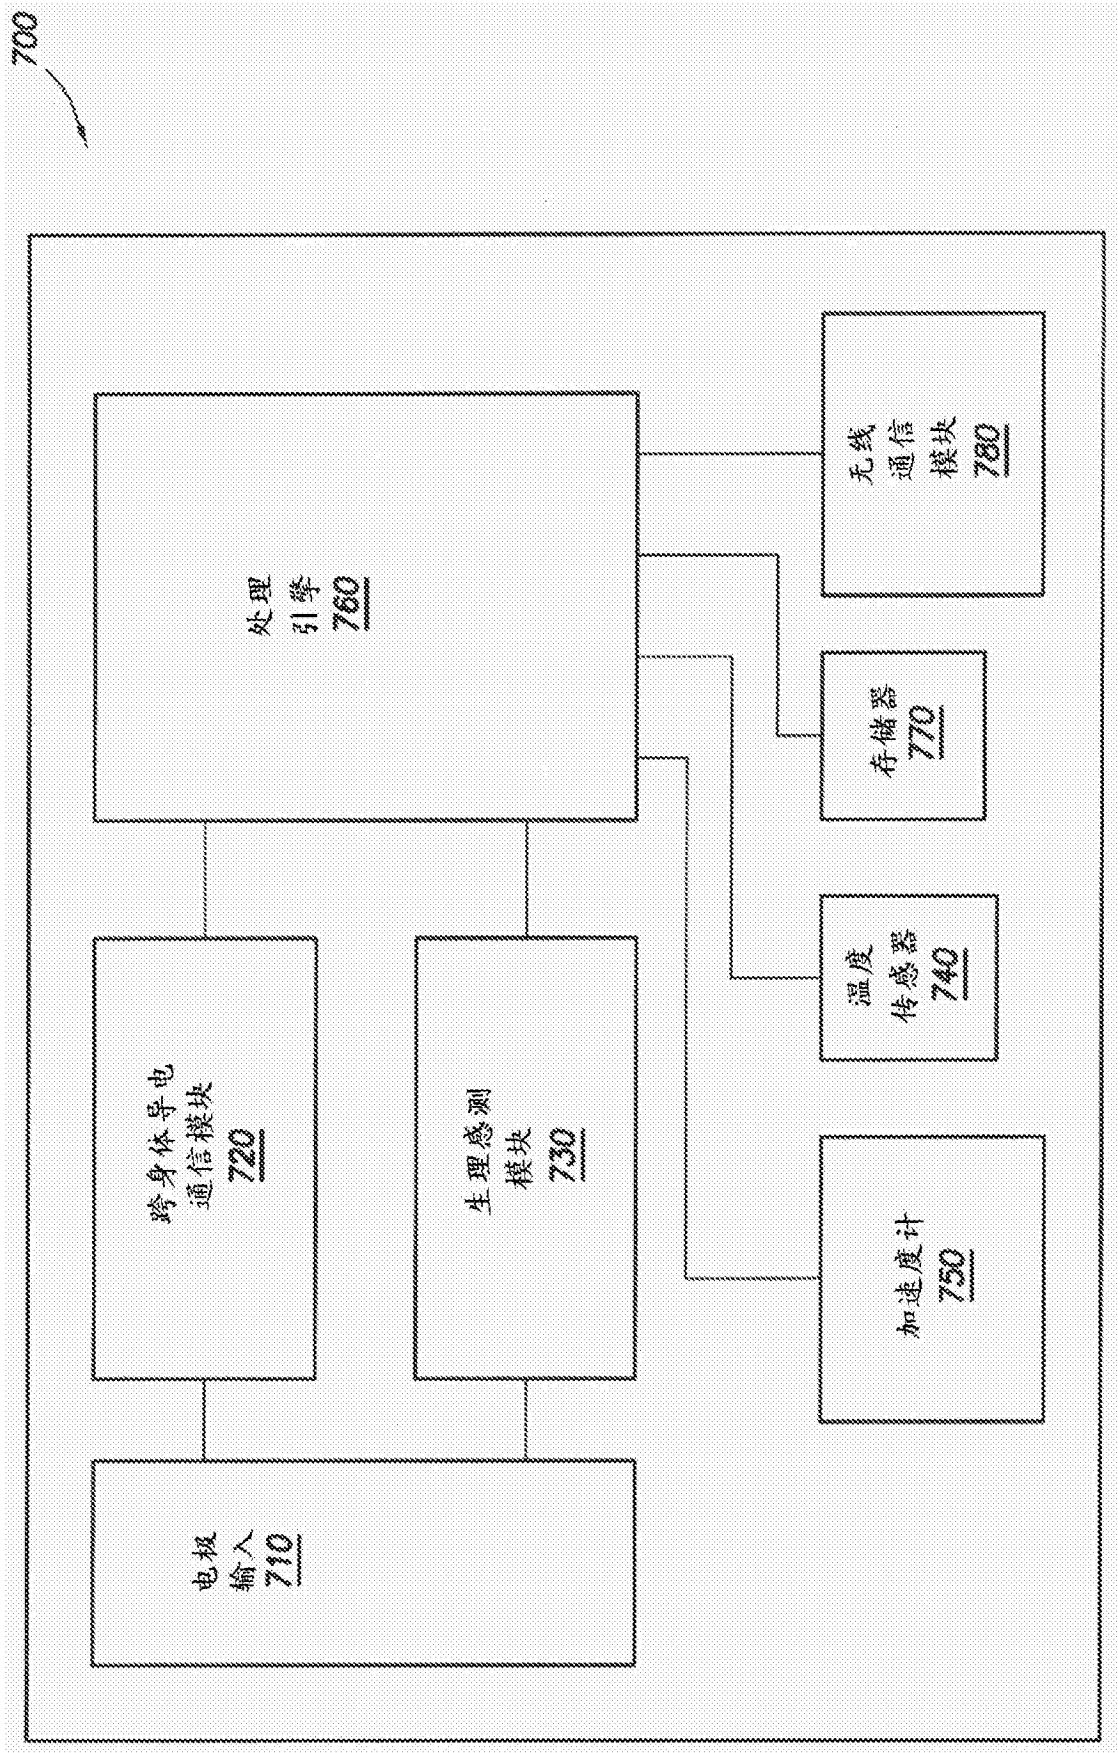 700
电极
输入
710
跨身体导电
通信模块
720
生理感测
模块
730
处理
引擎
760
加速度计
750
温度
传感器
740
存储器
770
无线
通信
模块
780